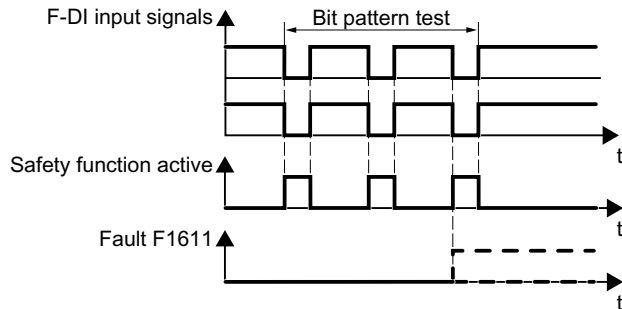 F-DI input signals
Bit pattern test
t
Safety function active
t
Fault F1611
t